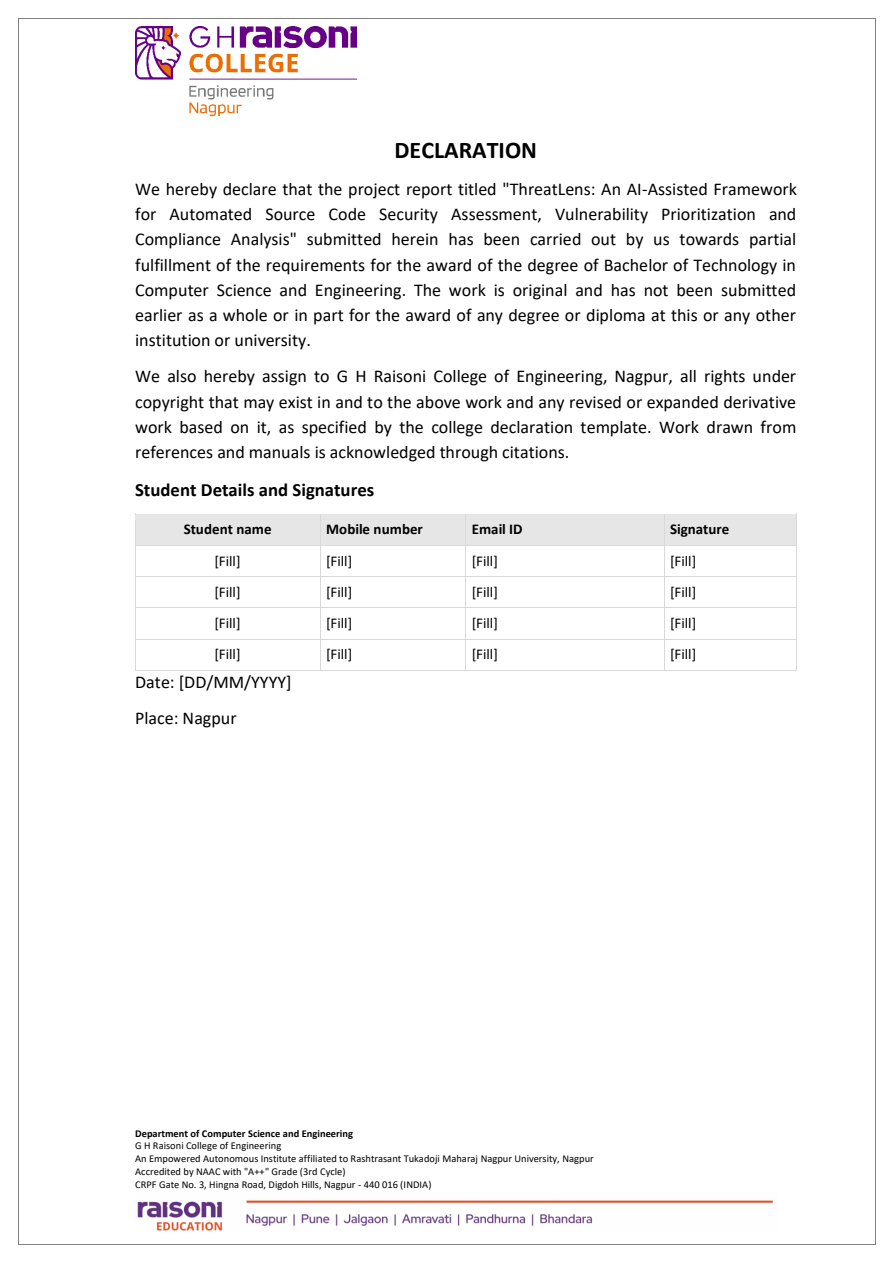 G H raisoni
COLLEGE
Engineering
Nagpur
DECLARATION
We hereby declare that the project report titled "ThreatLens: An AI-Assisted Framework
for Automated Source Code Security Assessment, Vulnerability Prioritization and
Compliance Analysis" submitted herein has been carried out by us towards partial
fulfillment of the requirements for the award of the degree of Bachelor of Technology in
Computer Science and Engineering. The work is original and has not been submitted
earlier as a whole or in part for the award of any degree or diploma at this or any other
institution or university.
We also hereby assign to G H Raisoni College of Engineering, Nagpur, all rights under
copyright that may exist in and to the above work and any revised or expanded derivative
work based on it, as specified by the college declaration template. Work drawn from
references and manuals is acknowledged through citations.
Student Details and Signatures
Student name Mobile number Email ID Signature
[Fill] [Fill] [Fill] [Fill]
[Fill] [Fill] [Fill] [Fill]
[Fill] [Fill] [Fill] [Fill]
[Fill] [Fill] [Fill] [Fill]
Date: [DD/MM/YYYY]
Place: Nagpur
Department of Computer Science and Engineering
G H Raisoni College of Engineering
An Empowered Autonomous Institute affiliated to Rashtrasant Tukadoji Maharaj Nagpur University, Nagpur
Accredited by NAAC with "A++" Grade (3rd Cycle)
CRPF Gate No. 3, Hingna Road, Digdoh Hills, Nagpur - 440 016 (INDIA)
raisoni
EDUCATION
Nagpur | Pune | Jalgaon | Amravati | Pandhurna | Bhandara